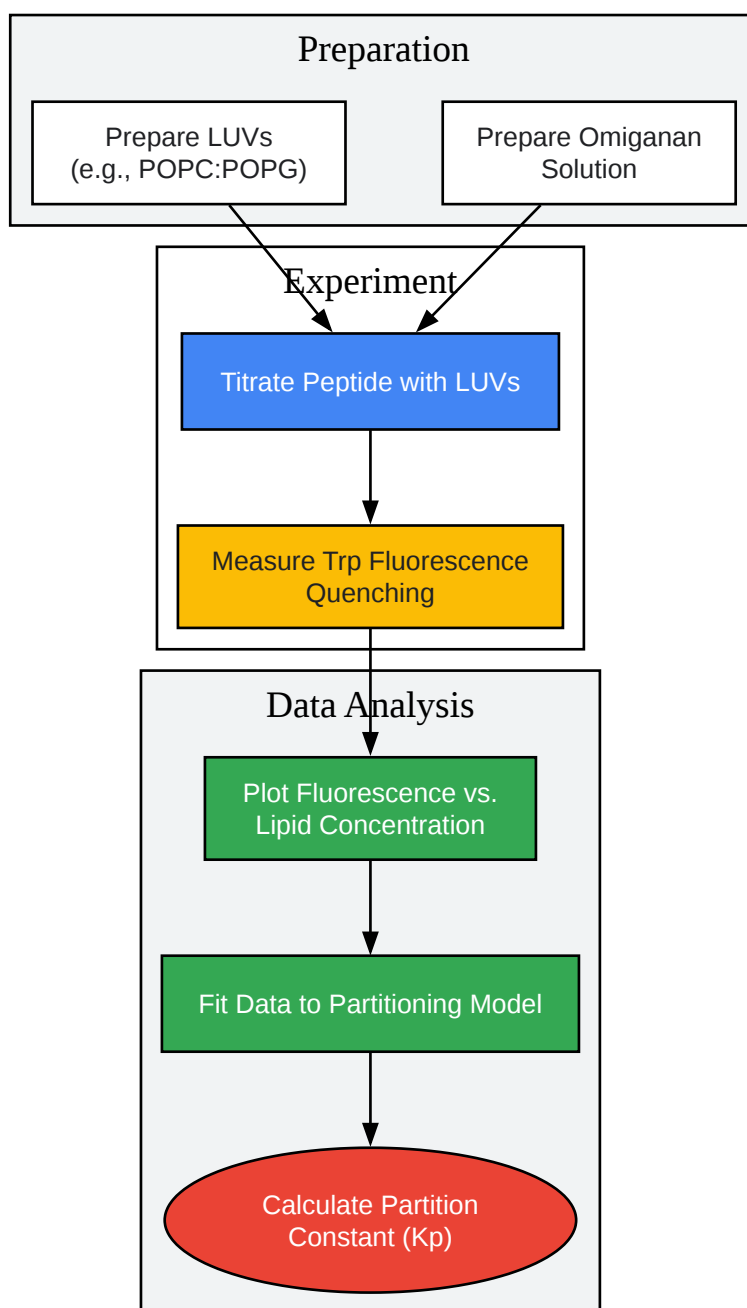 Preparation
Prepare LUVs
(e.g., POPC:POPG)
Prepare Omiganan
Solution
Experiment
Titrate Peptide with LUVs
Measure Trp Fluorescence
Quenching
Data Analysis
Plot Fluorescence vs.
Lipid Concentration
Fit Data to Partitioning Model
Calculate Partition
Constant (Kp)